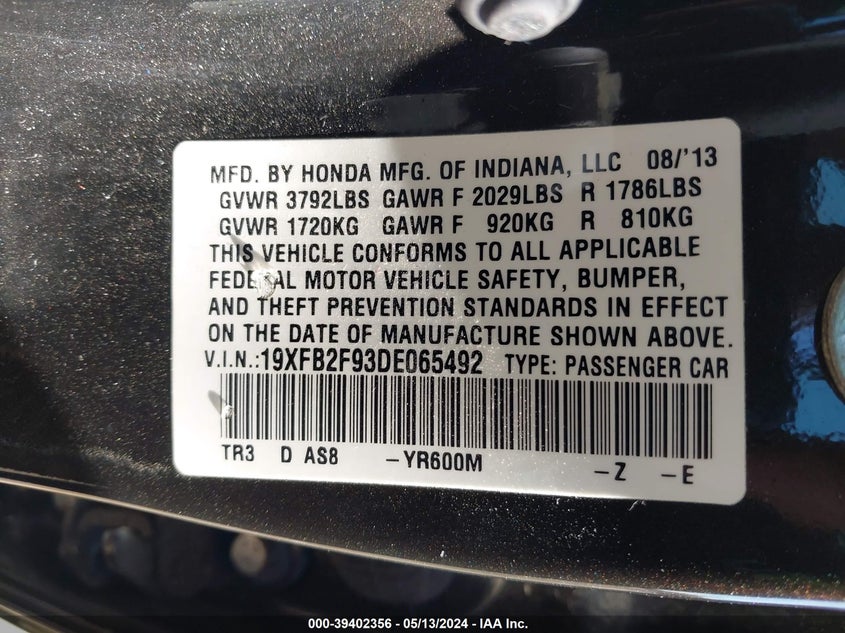 MFD. BY HONDA MFG. OF INDIANA, LLC 08/'13
GVWR 3792LBS GAWR F 2029LBS R 1786LBS
GVWR 1720KG GAWR F 920KG R 810KG
THIS VEHICLE CONFORMS TO ALL APPLICABLE
FEDERAL MOTOR VEHICLE SAFETY, BUMPER,
AND THEFT PREVENTION STANDARDS IN EFFECT
ON THE DATE OF MANUFACTURE SHOWN ABOVE.
V.I.N.:19XFB2F93DE065492 TYPE: PASSENGER CAR
TR3 D AS8 -YR600M -Z -E
000-39402356 - 05/13/2024 - IAA Inc.